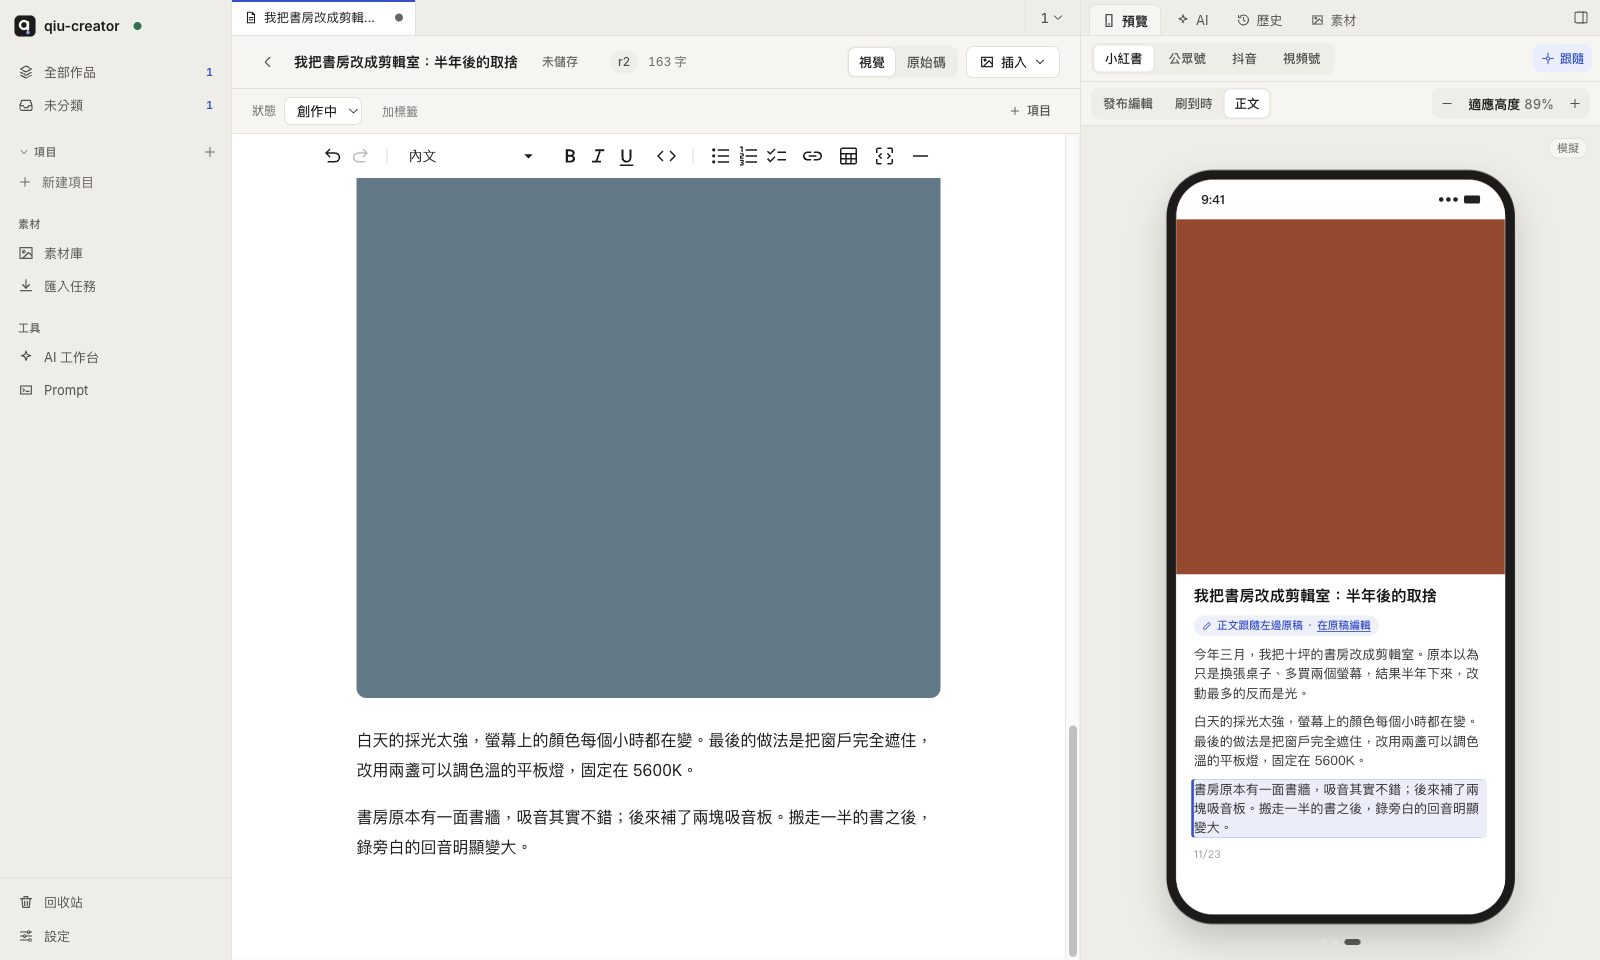 qiu-creator
全部作品 1
未分類 1
項目
新建項目
素材
素材庫
匯入任務
工具
AI 工作台
Prompt
回收站
設定
我把書房改成剪輯...
1
我把書房改成剪輯室：半年後的取捨 未儲存 r2 163 字 視覺 原始碼 插入
狀態 創作中 加標籤 項目
內文
白天的採光太強，螢幕上的顏色每個小時都在變。最後的做法是把窗戶完全遮住，
改用兩盞可以調色溫的平板燈，固定在 5600K。
書房原本有一面書牆，吸音其實不錯；後來補了兩塊吸音板。搬走一半的書之後，
錄旁白的回音明顯變大。
預覽 AI 歷史 素材
小紅書 公眾號 抖音 視頻號 跟隨
發布編輯 刷到時 正文 適應高度 89%
模擬
9:41
我把書房改成剪輯室：半年後的取捨
正文跟隨左邊原稿 · 在原稿編輯
今年三月，我把十坪的書房改成剪輯室。原本以為
只是換張桌子、多買兩個螢幕，結果半年下來，改
動最多的反而是光。
白天的採光太強，螢幕上的顏色每個小時都在變。
最後的做法是把窗戶完全遮住，改用兩盞可以調色
溫的平板燈，固定在 5600K。
書房原本有一面書牆，吸音其實不錯；後來補了兩
塊吸音板。搬走一半的書之後，錄旁白的回音明顯
變大。
11/23